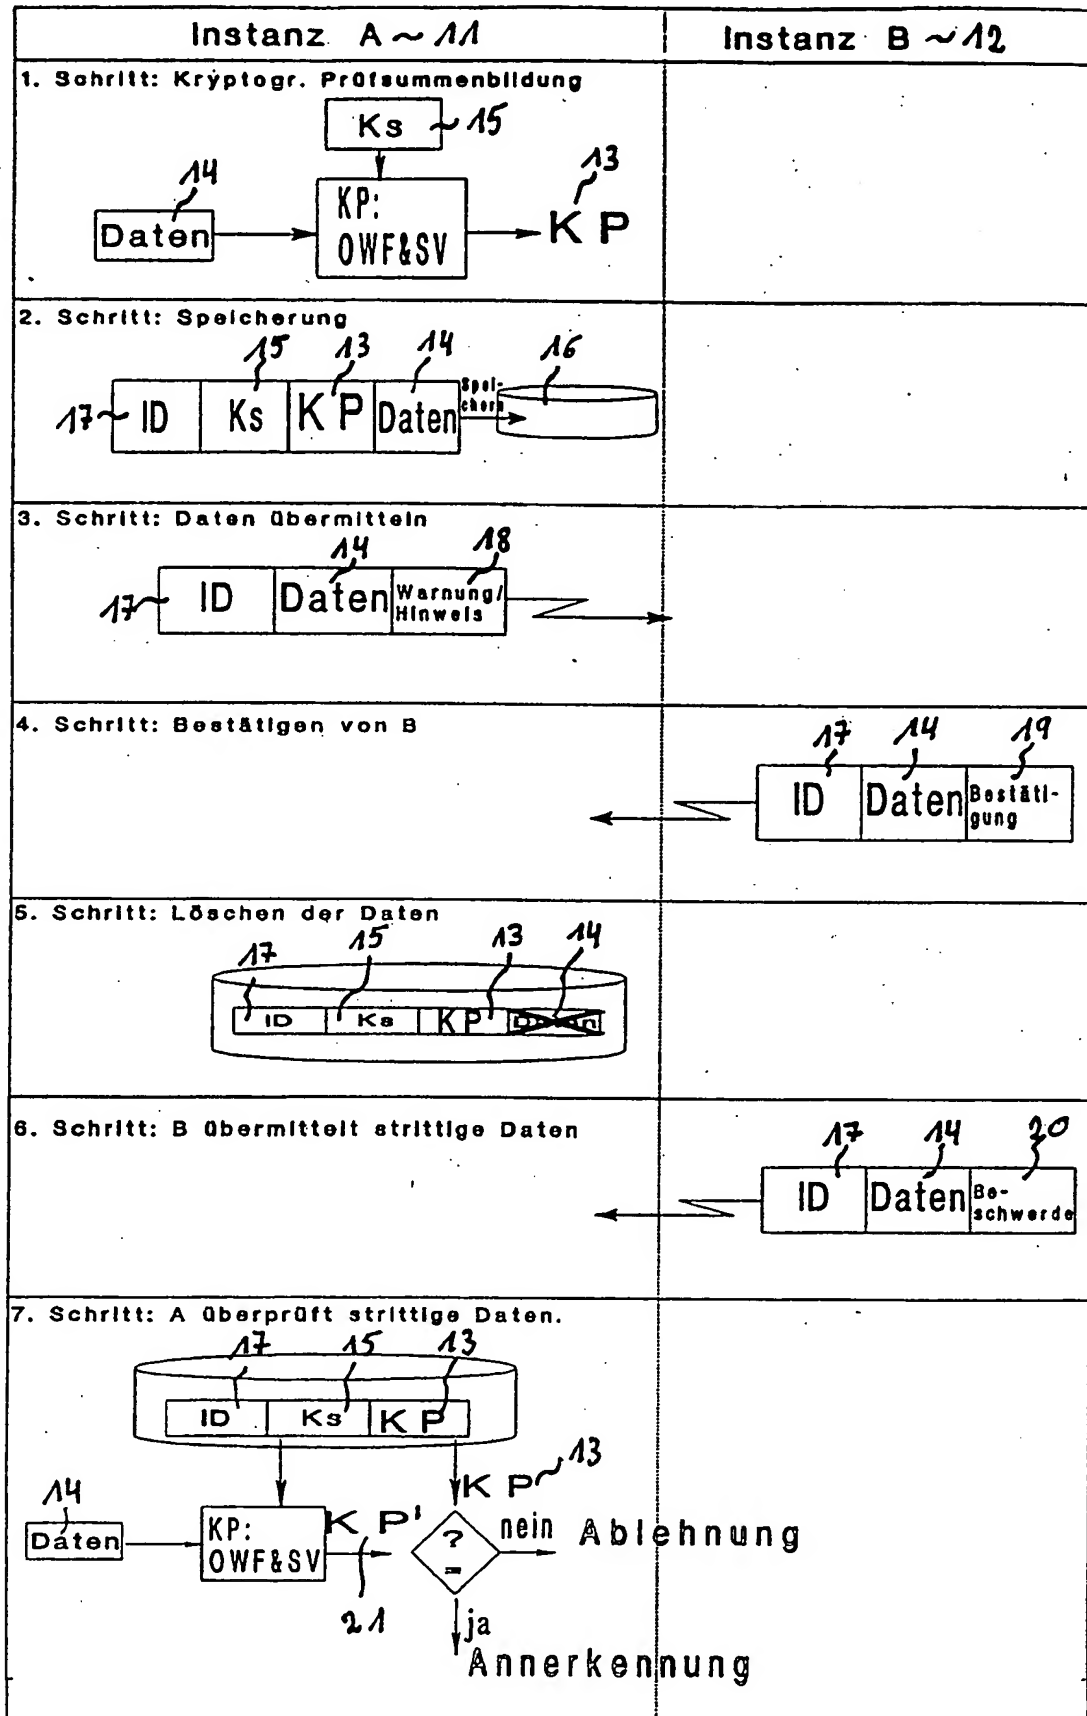 Instanz A ~ 11
Instanz B ~ 12
1. Schritt: Kryptogr. Prüfsummenbildung
Ks ~ 15
14
13
Daten
KP:
OWF&SV
KP
2. Schritt: Speicherung
15 13 14 16
17 ~ ID Ks KP Daten
Spei-
chern
3. Schritt: Daten übermitteln
14 18
17 ~ ID Daten Warnung/
Hinweis
4. Schritt: Bestätigen von B
17 14 19
ID Daten Bestäti-
gung
5. Schritt: Löschen der Daten
17 15 13 14
ID Ks KP Daten
6. Schritt: B übermittelt strittige Daten
17 14 20
ID Daten Be-
schwerde
7. Schritt: A überprüft strittige Daten.
17 15 13
ID Ks KP
KP ~ 13
14
Daten
KP:
OWF&SV
KP'
21
?
=
nein Ablehnung
ja
Annerkennung